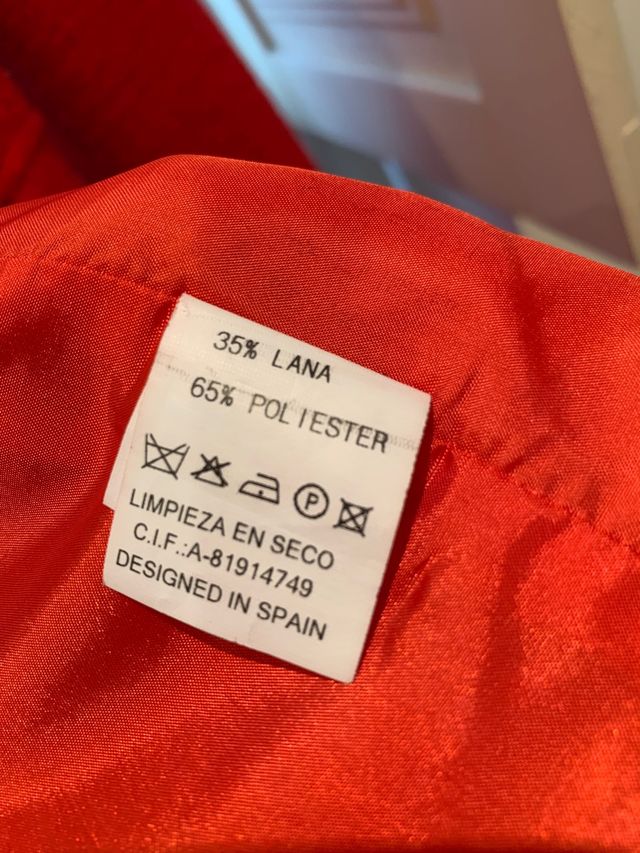 35% LANA
65% POLIESTER
P
LIMPIEZA EN SECO
C.I.F.:A-81914749
DESIGNED IN SPAIN